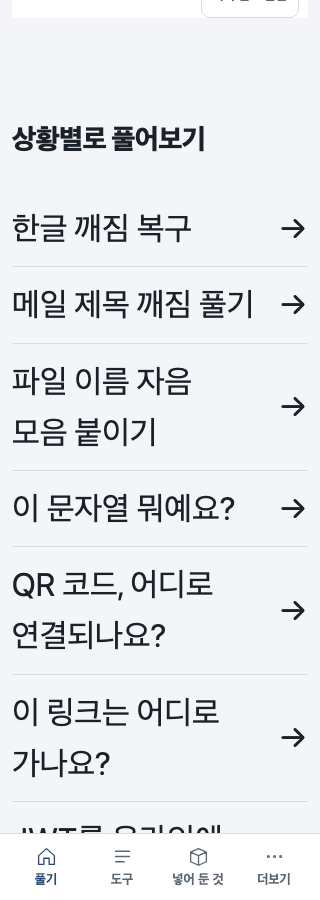 상황별로 풀어보기
한글 깨짐 복구
메일 제목 깨짐 풀기
파일 이름 자음
모음 붙이기
이 문자열 뭐예요?
QR 코드, 어디로
연결되나요?
이 링크는 어디로
가나요?
풀기 도구 넣어 둔 것 더보기